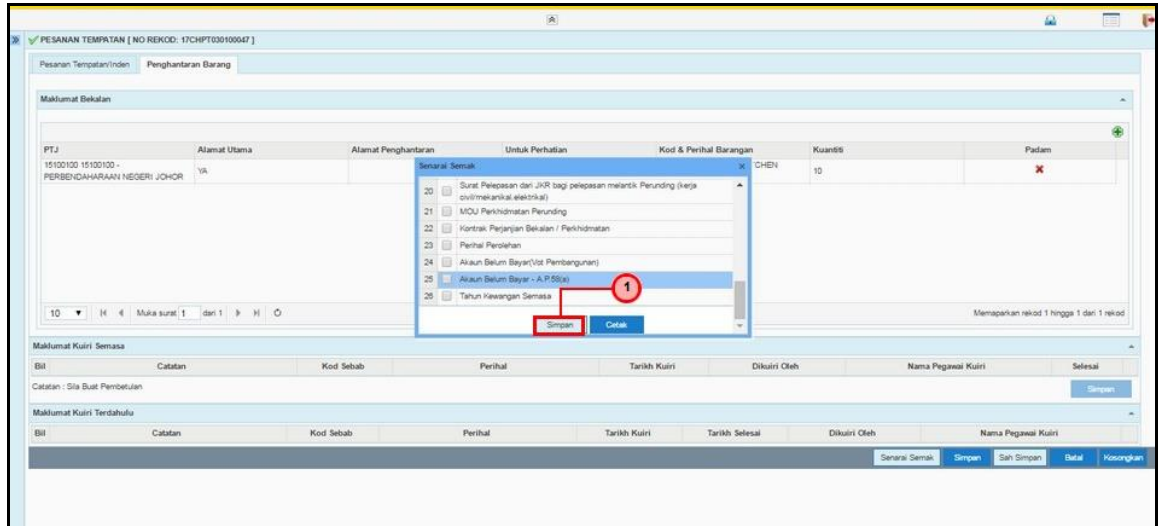 PESANAN TEMPATAN [ NO REKOD: 17CHPT030100047 ]
Pesanan Tempatan/Inden Penghantaran Barang
Maklumat Bekalan
PTJ Alamat Utama Alamat Penghantaran Untuk Perhatian Kod & Perihal Barangan Kuantiti Padam
15100100 15100100 -
PERBENDAHARAAN NEGERI JOHOR YA CHEN 10
Senarai Semak
20 Surat Pelepasan dari JKR bagi pelepasan melantik Perunding (kerja
civil/mekanikal.elektrikal)
21 MOU Perkhidmatan Perunding
22 Kontrak Perjanjian Bekalan / Perkhidmatan
23 Perihal Perolehan
24 Akaun Belum Bayar(Vot Pembangunan)
25 Akaun Belum Bayar - A.P.58(a)
26 Tahun Kewangan Semasa
1
Simpan Cetak
10 Muka surat 1 dari 1 Memaparkan rekod 1 hingga 1 dari 1 rekod
Maklumat Kuiri Semasa
Bil Catatan Kod Sebab Perihal Tarikh Kuiri Dikuiri Oleh Nama Pegawai Kuiri Selesai
Catatan : Sila Buat Pembetulan Simpan
Maklumat Kuiri Terdahulu
Bil Catatan Kod Sebab Perihal Tarikh Kuiri Tarikh Selesai Dikuiri Oleh Nama Pegawai Kuiri
Senarai Semak Simpan Sah Simpan Batal Kosongkan